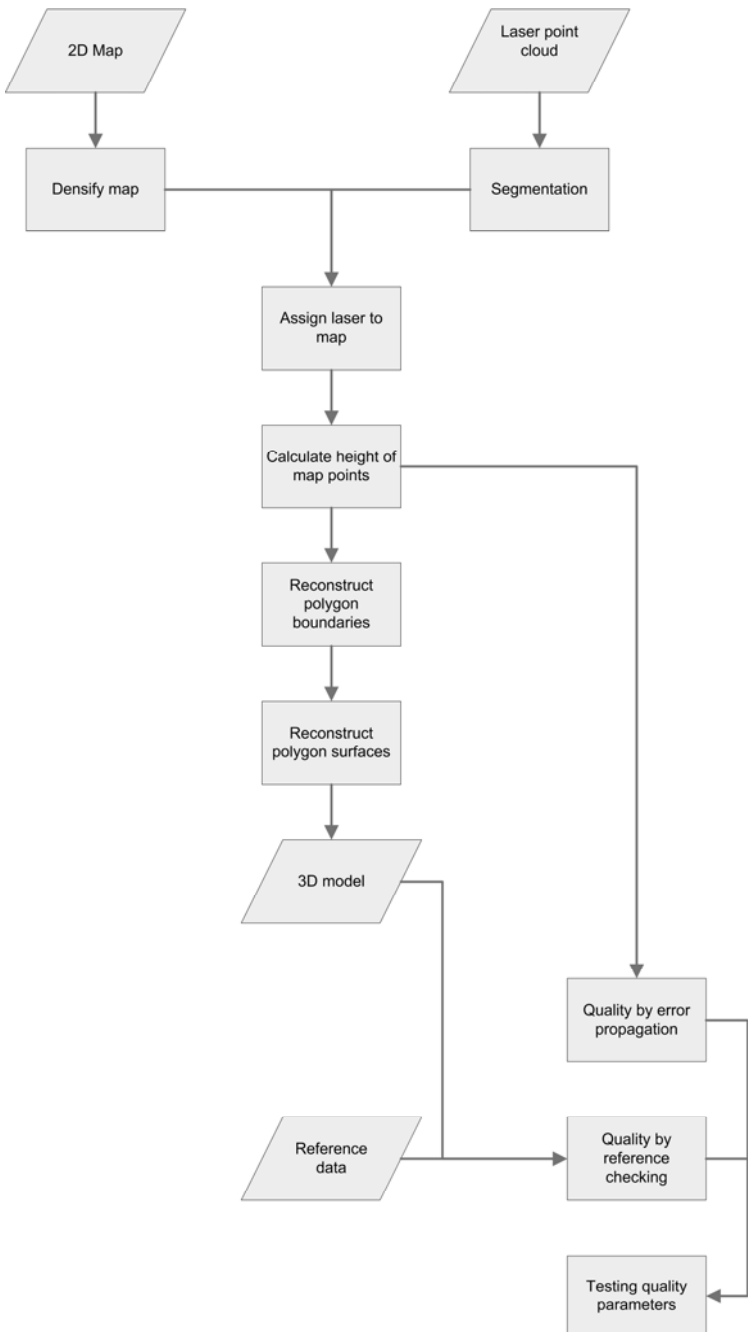 2D Map
Laser point
cloud
Densify map
Segmentation
Assign laser to
map
Calculate height of
map points
Reconstruct
polygon
boundaries
Reconstruct
polygon surfaces
3D model
Quality by error
propagation
Reference
data
Quality by
reference
checking
Testing quality
parameters